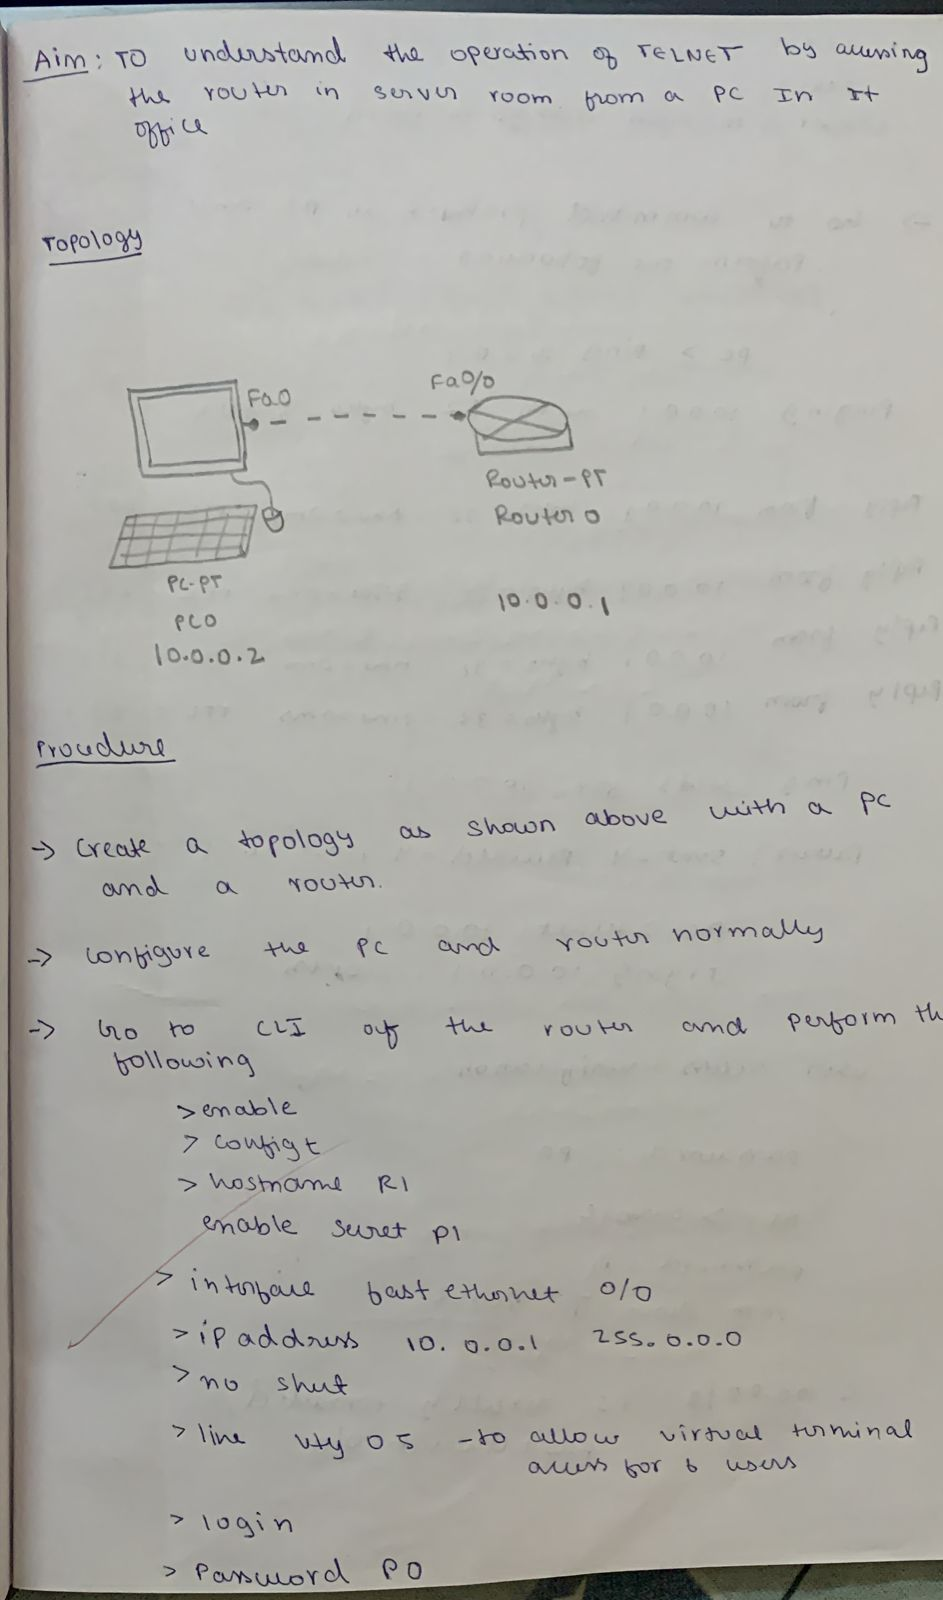 Aim: TO understand the operation of TELNET by accessing
the router in server room from a PC In It
office
Topology
Fa0
Fa0/0
Router-PT
Router 0
PC-PT
PC0
10.0.0.2
10.0.0.1
Procedure
→ Create a topology as shown above with a PC
and a router.
→ Configure the PC and router normally
→ Go to CLI of the router and perform th
following
> enable
> config t
> hostname R1
enable secret p1
> interface fast ethernet 0/0
> ip address 10.0.0.1 255.0.0.0
> no shut
> line vty 0 5 - to allow virtual terminal
access for 6 users
> login
> Password P0